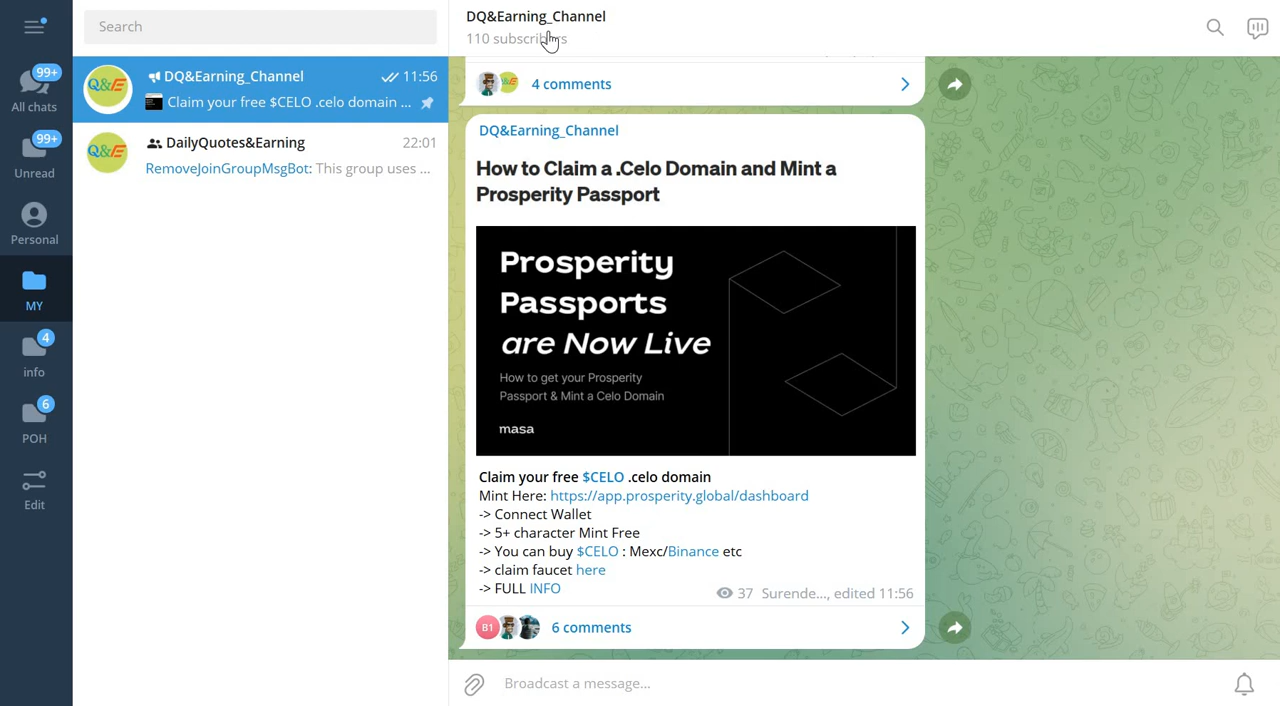 99+
All chats
99+
Unread
Personal
MY
4
info
6
POH
Edit
Search
Q&E
DQ&Earning_Channel
11:56
Claim your free $CELO .celo domain ...
Q&E
DailyQuotes&Earning
22:01
RemoveJoinGroupMsgBot: This group uses ...
DQ&Earning_Channel
110 subscribers
4 comments
DQ&Earning_Channel
How to Claim a .Celo Domain and Mint a
Prosperity Passport
Prosperity
Passports
are Now Live
How to get your Prosperity
Passport & Mint a Celo Domain
masa
Claim your free $CELO .celo domain
Mint Here: https://app.prosperity.global/dashboard
-> Connect Wallet
-> 5+ character Mint Free
-> You can buy $CELO : Mexc/Binance etc
-> claim faucet here
-> FULL INFO
37 Surende..., edited 11:56
B1
6 comments
Broadcast a message...